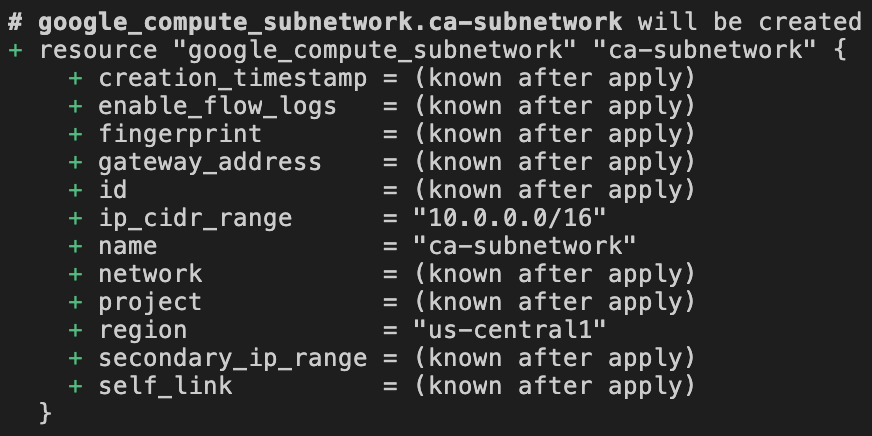 # google_compute_subnetwork.ca-subnetwork will be created
+ resource "google_compute_subnetwork" "ca-subnetwork" {
    + creation_timestamp = (known after apply)
    + enable_flow_logs   = (known after apply)
    + fingerprint        = (known after apply)
    + gateway_address    = (known after apply)
    + id                 = (known after apply)
    + ip_cidr_range      = "10.0.0.0/16"
    + name               = "ca-subnetwork"
    + network            = (known after apply)
    + project            = (known after apply)
    + region             = "us-central1"
    + secondary_ip_range = (known after apply)
    + self_link          = (known after apply)
  }